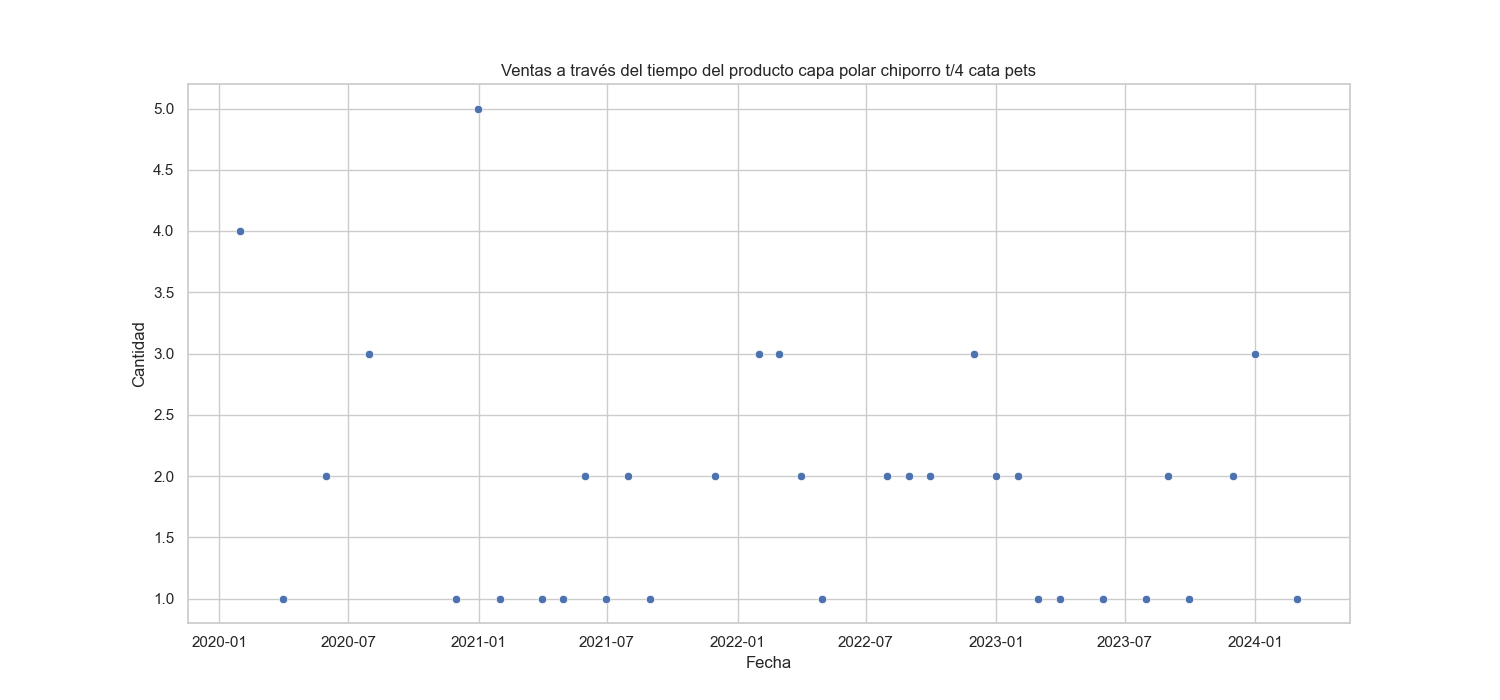 Ventas a través del tiempo del producto capa polar chiporro t/4 cata pets
5.0
4.5
4.0
3.5
3.0
2.5
2.0
1.5
1.0
Cantidad
2020-01 2020-07 2021-01 2021-07 2022-01 2022-07 2023-01 2023-07 2024-01
Fecha